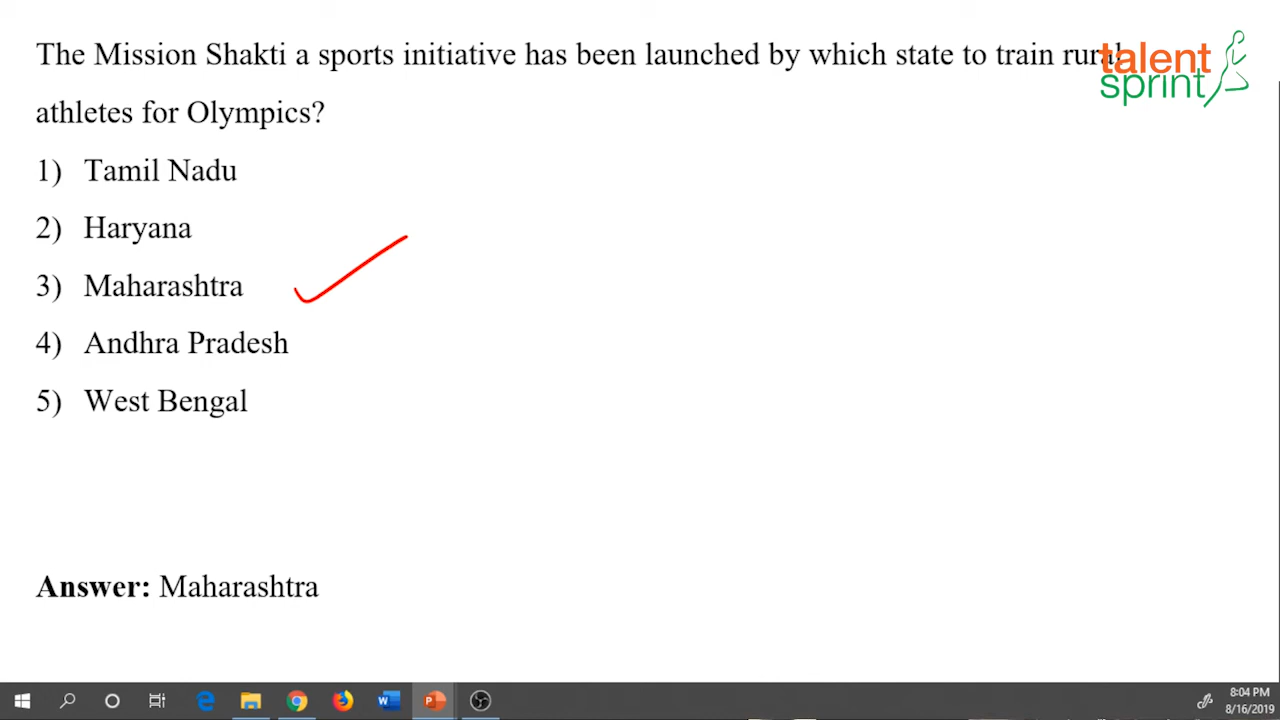 The Mission Shakti a sports initiative has been launched by which state to train rural
athletes for Olympics?
talent
sprint
1) Tamil Nadu
2) Haryana
3) Maharashtra
4) Andhra Pradesh
5) West Bengal
Answer: Maharashtra
8:04 PM
8/16/2019